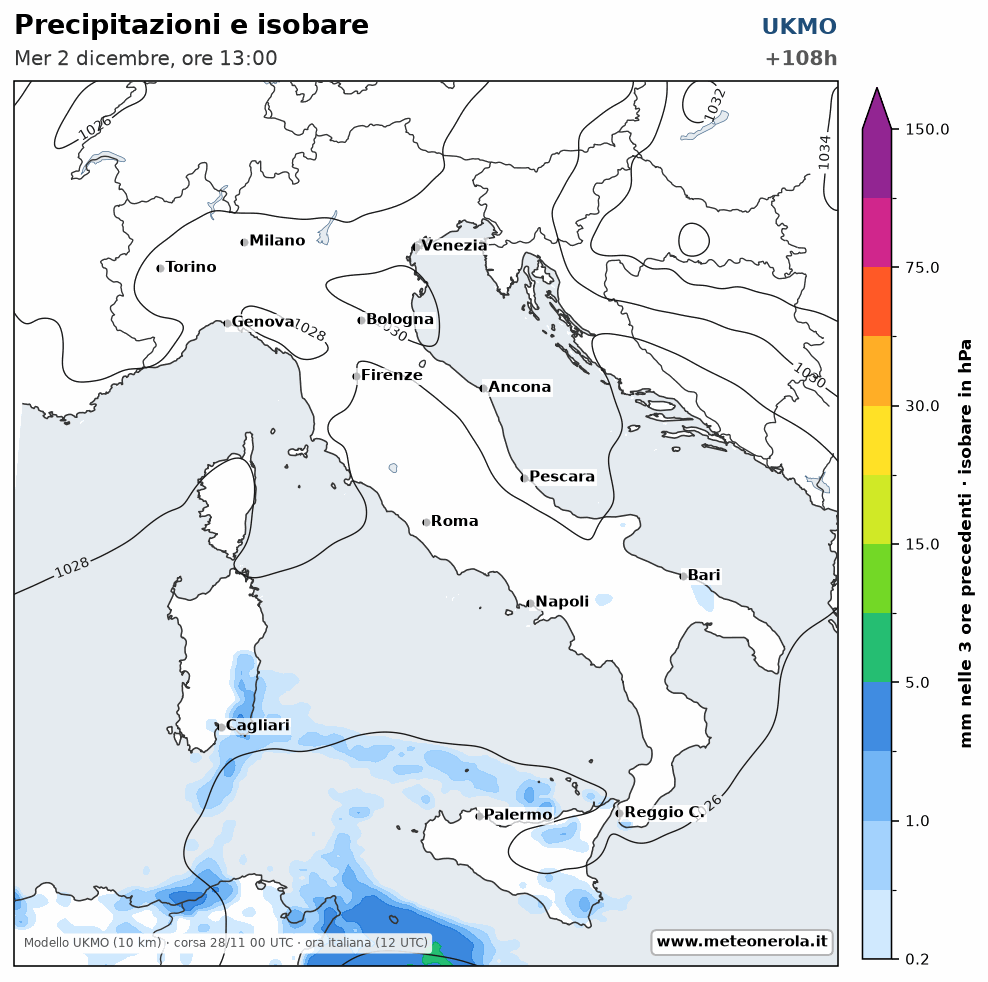 Precipitazioni e isobare
UKMO
Mer 2 dicembre, ore 13:00
+108h
1026
1032
1034
Milano
Venezia
Torino
Genova
1028
Bologna
Firenze
1030
Ancona
Pescara
Roma
1028
Bari
Napoli
Cagliari
Palermo
Reggio C.
26
150.0
75.0
30.0
15.0
5.0
1.0
0.2
mm nelle 3 ore precedenti · isobare in hPa
Modello UKMO (10 km) · corsa 28/11 00 UTC · ora italiana (12 UTC)
www.meteonerola.it